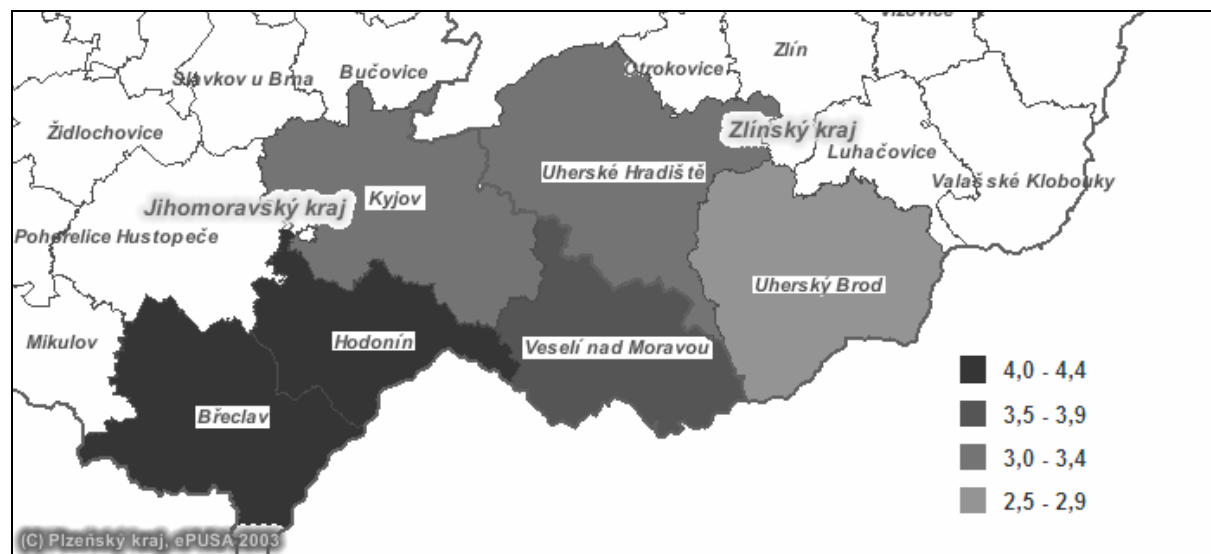 Vizovice
Zlín
Otrokovice
Bučovice
Slavkov u Brna
Židlochovice
Zlínský kraj
Luhačovice
Uherské Hradiště
Valašské Klobouky
Kyjov
Jihomoravský kraj
Pohořelice Hustopeče
Uherský Brod
Mikulov
Hodonín
Veselí nad Moravou
Břeclav
4,0 - 4,4
3,5 - 3,9
3,0 - 3,4
2,5 - 2,9
(C) Plzeňský kraj, ePUSA 2003